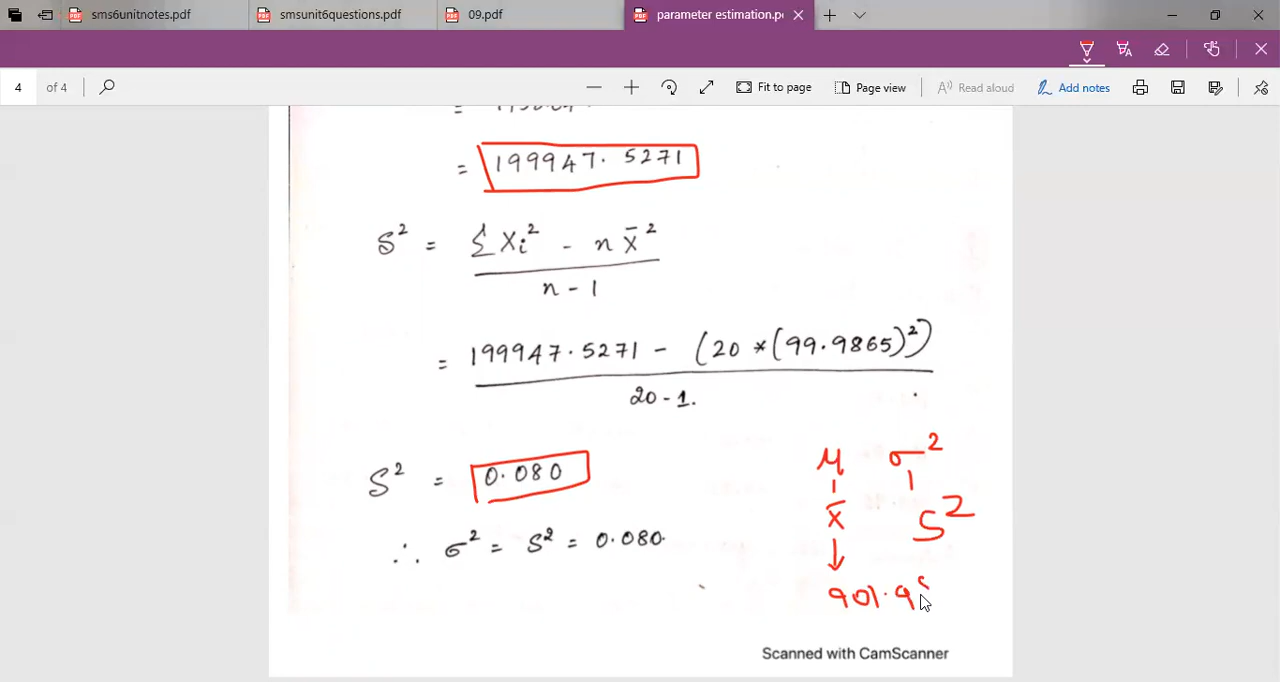 sms6unitnotes.pdf
smsunit6questions.pdf
09.pdf
parameter estimation.p
4 of 4
Fit to page
Page view
Read aloud
Add notes
= 199947.5271
S² = ΣXi² - n x̄²
n - 1
= 199947.5271 - (20 * (99.9865)²)
20 - 1.
S² = 0.080
∴ σ² = S² = 0.080.
μ σ²
x̄ S²
↓
901.9
Scanned with CamScanner